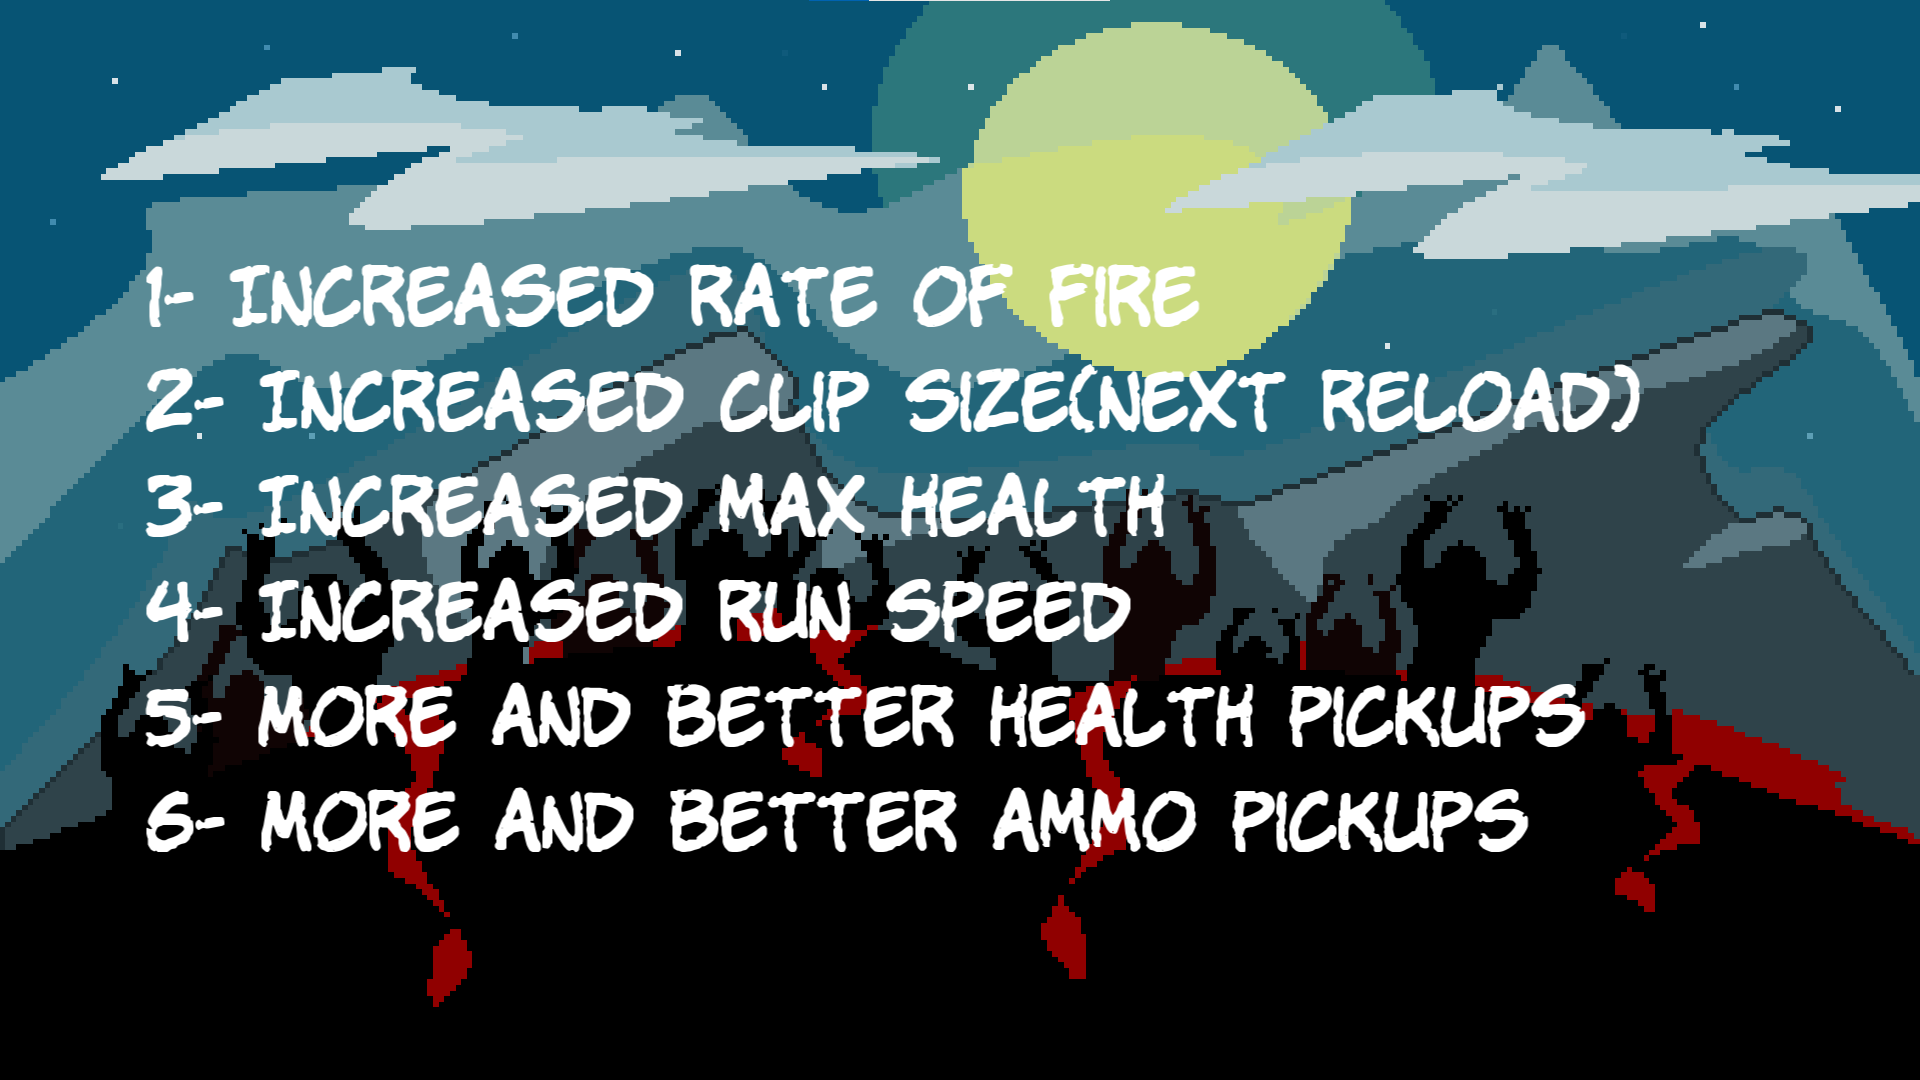 1- INCREASED RATE OF FIRE
2- INCREASED CLIP SIZE(NEXT RELOAD)
3- INCREASED MAX HEALTH
4- INCREASED RUN SPEED
5- MORE AND BETTER HEALTH PICKUPS
6- MORE AND BETTER AMMO PICKUPS